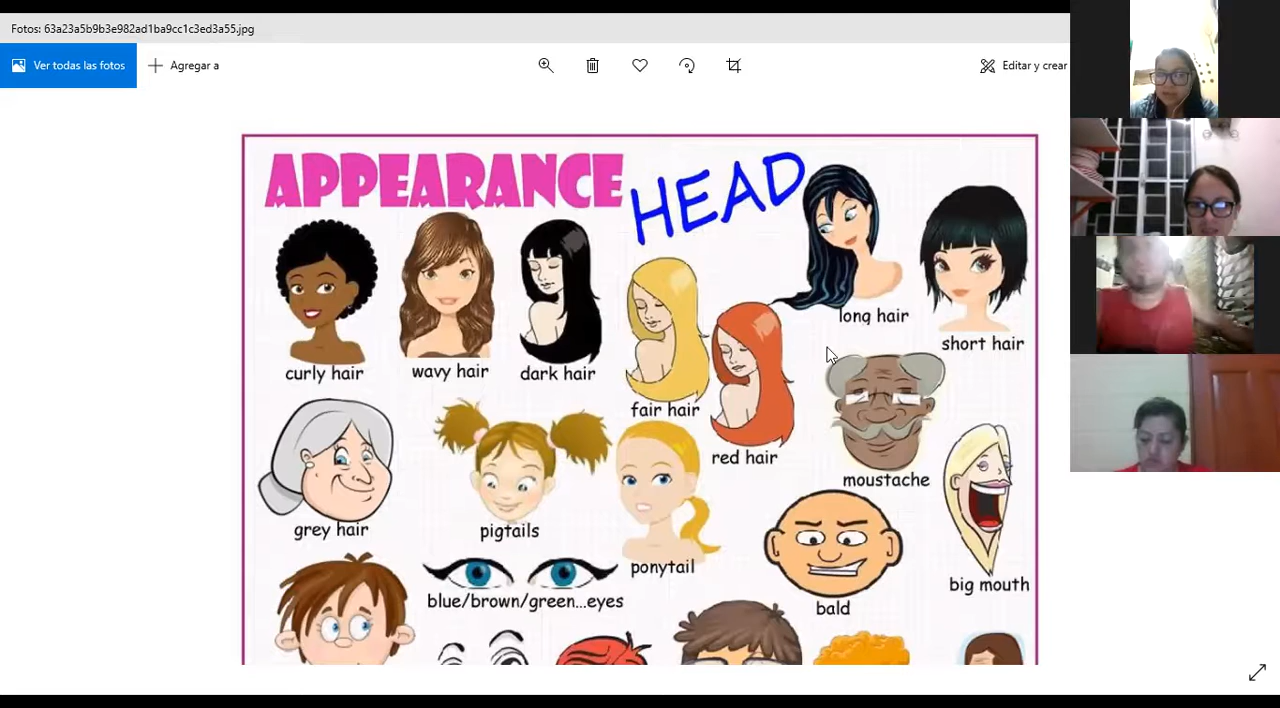 Fotos: 63a23a5b9b3e982ad1ba9cc1c3ed3a55.jpg
Ver todas las fotos
Agregar a
Editar y crear
APPEARANCE
HEAD
long hair
short hair
curly hair
wavy hair
dark hair
fair hair
red hair
moustache
grey hair
pigtails
ponytail
big mouth
blue/brown/green...eyes
bald